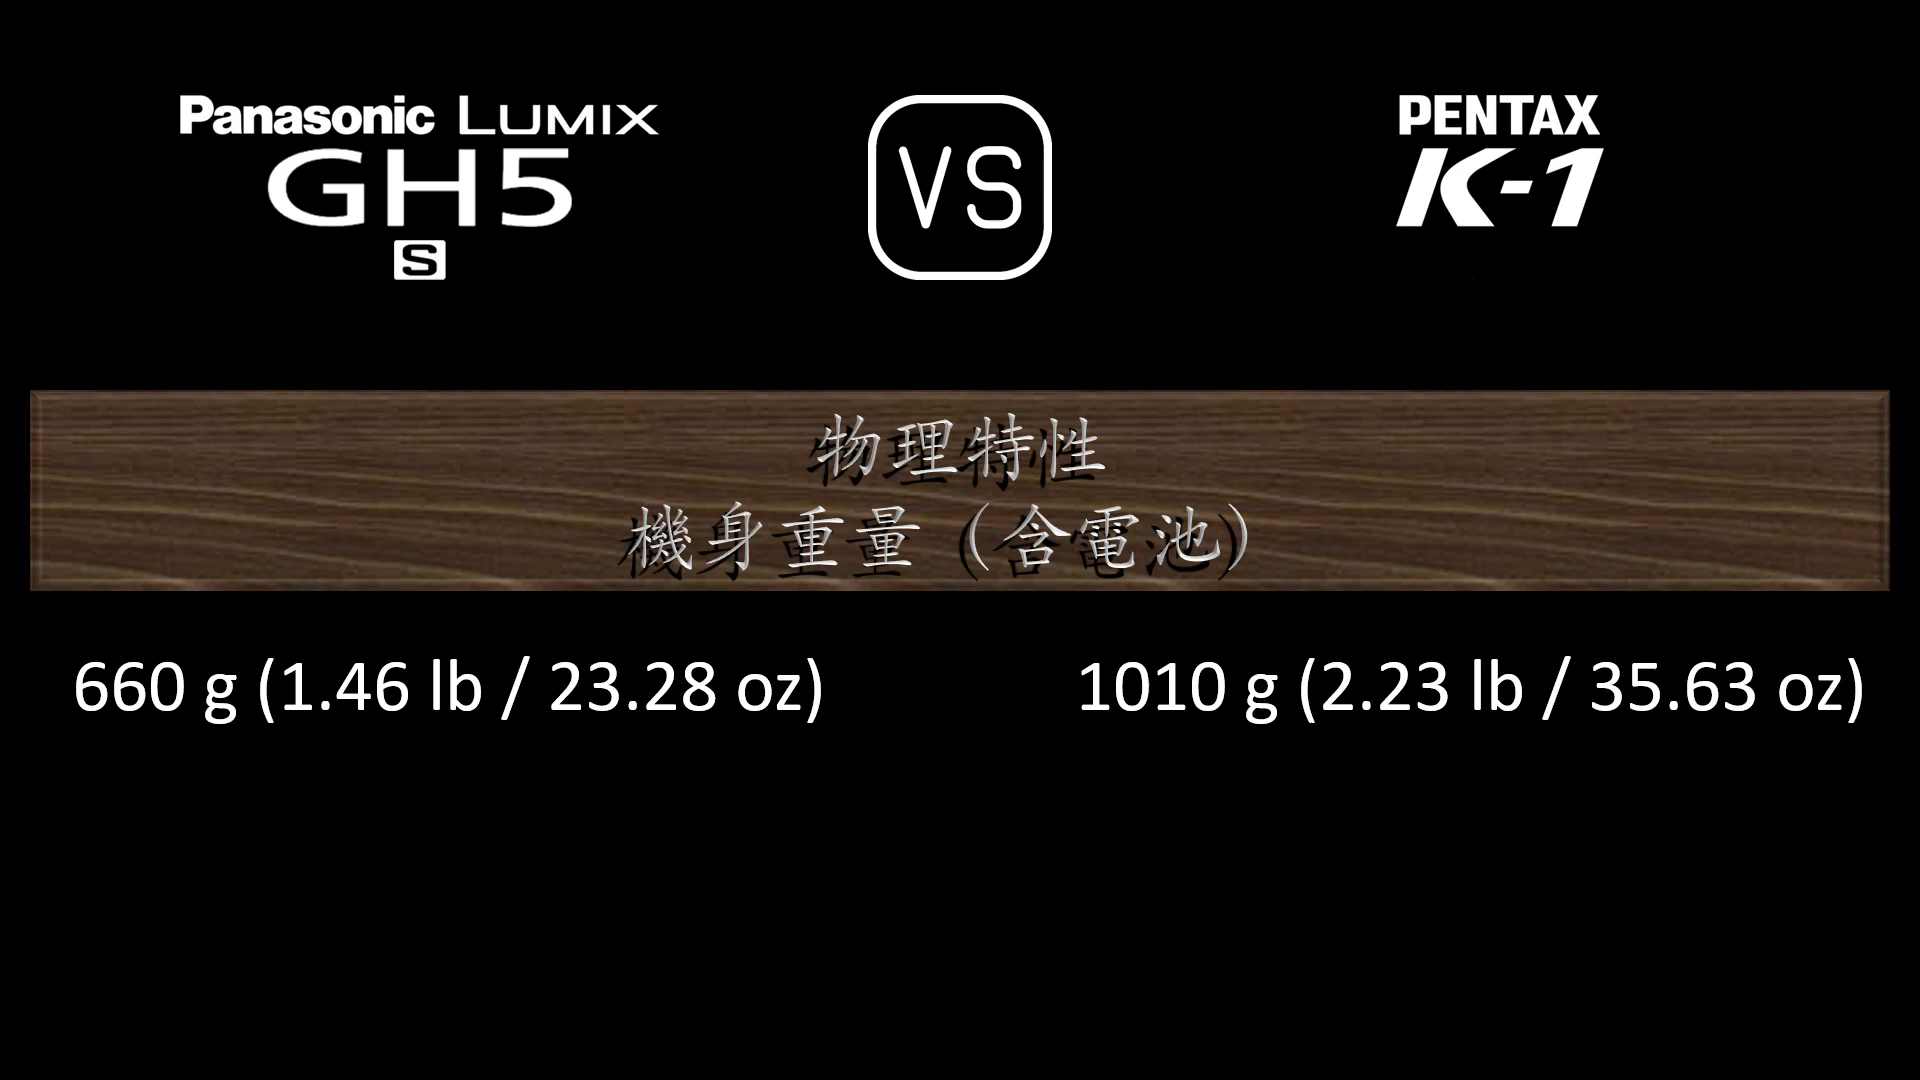 Panasonic LUMIX
GH5
S
VS
PENTAX
K-1
物理特性
機身重量（含電池）
660 g (1.46 lb / 23.28 oz)
1010 g (2.23 lb / 35.63 oz)